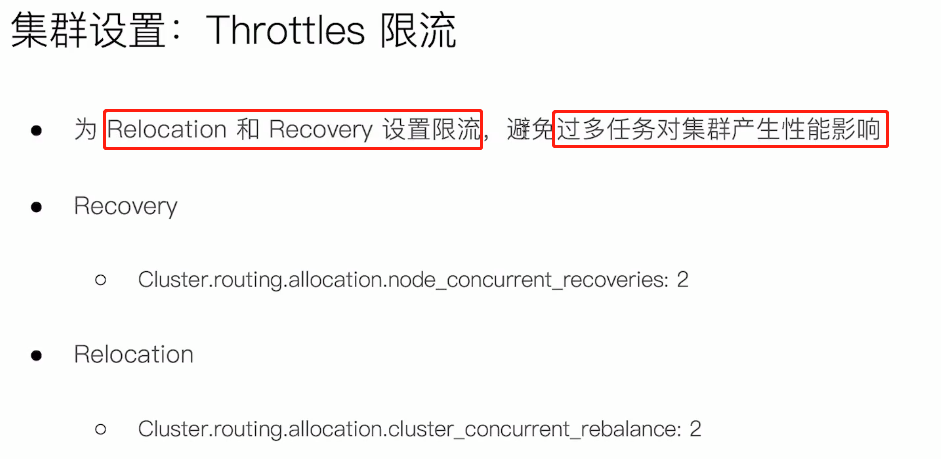 集群设置：Throttles 限流
为 Relocation 和 Recovery 设置限流，避免过多任务对集群产生性能影响
Recovery
Cluster.routing.allocation.node_concurrent_recoveries: 2
Relocation
Cluster.routing.allocation.cluster_concurrent_rebalance: 2